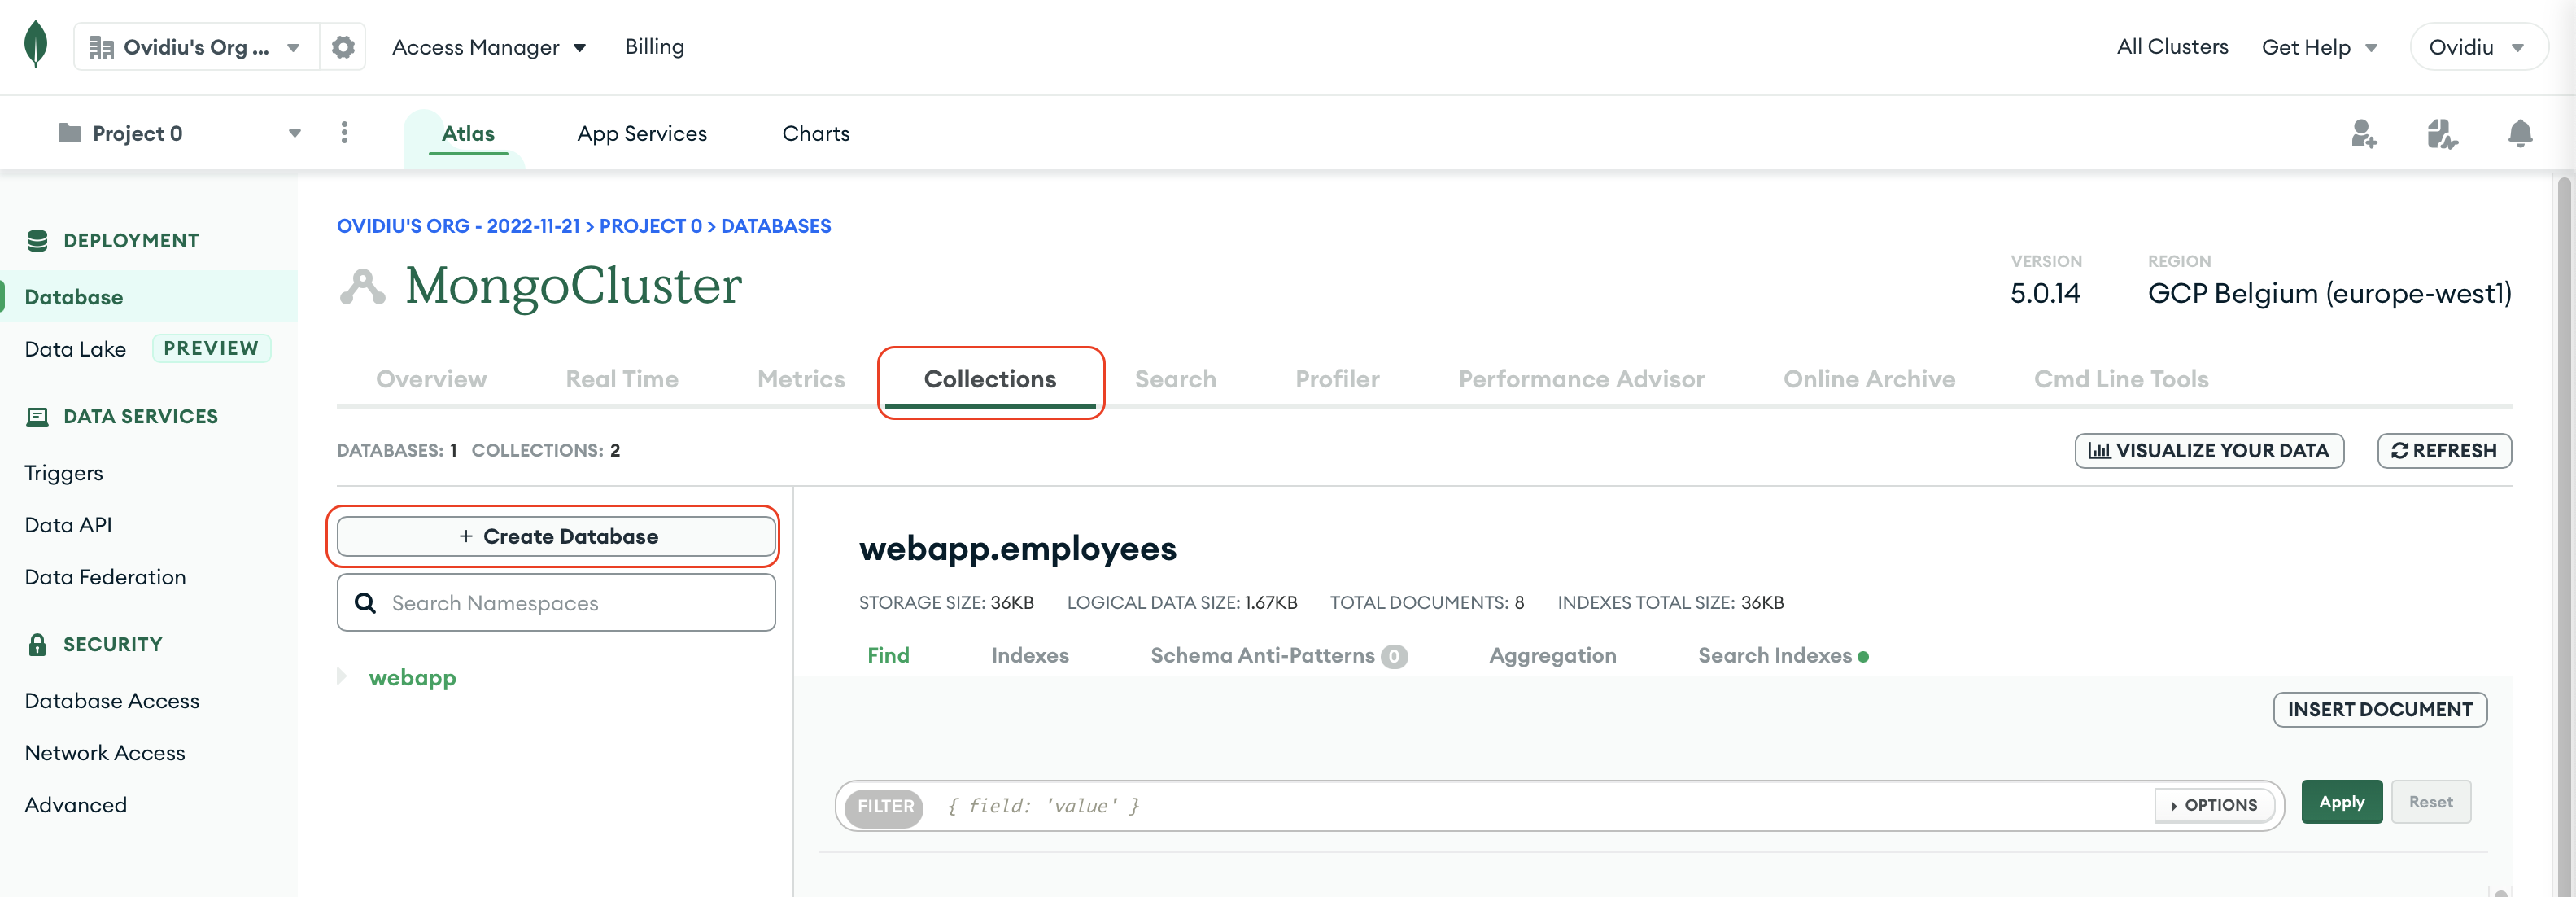 Ovidiu's Org ... Access Manager Billing All Clusters Get Help Ovidiu
Project 0 Atlas App Services Charts
DEPLOYMENT
Database
Data Lake PREVIEW
DATA SERVICES
Triggers
Data API
Data Federation
SECURITY
Database Access
Network Access
Advanced
OVIDIU'S ORG - 2022-11-21 > PROJECT 0 > DATABASES
MongoCluster
VERSION
5.0.14
REGION
GCP Belgium (europe-west1)
Overview Real Time Metrics Collections Search Profiler Performance Advisor Online Archive Cmd Line Tools
DATABASES: 1 COLLECTIONS: 2
VISUALIZE YOUR DATA REFRESH
+ Create Database
Search Namespaces
webapp
webapp.employees
STORAGE SIZE: 36KB LOGICAL DATA SIZE: 1.67KB TOTAL DOCUMENTS: 8 INDEXES TOTAL SIZE: 36KB
Find Indexes Schema Anti-Patterns 0 Aggregation Search Indexes
INSERT DOCUMENT
FILTER { field: 'value' } OPTIONS Apply Reset